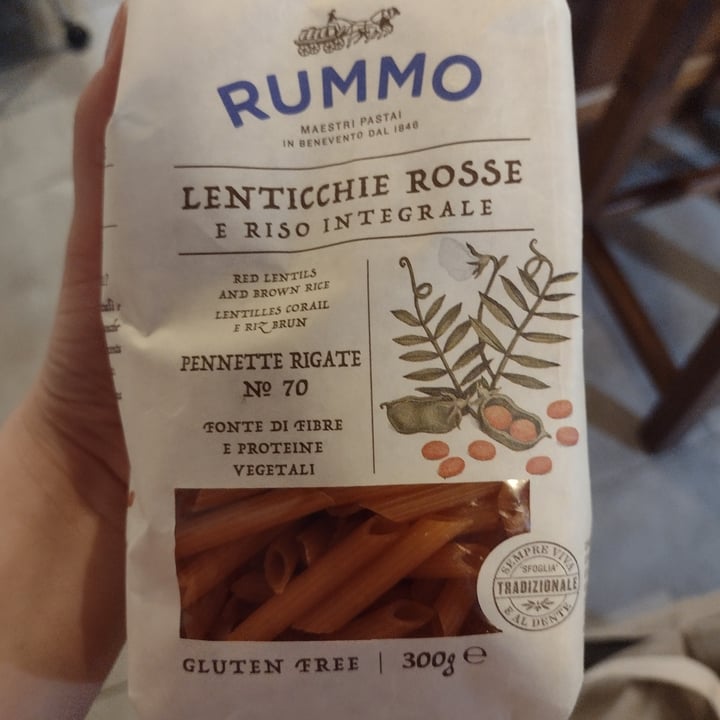 RUMMO
MAESTRI PASTAI
IN BENEVENTO DAL 1846
LENTICCHIE ROSSE
E RISO INTEGRALE
RED LENTILS
AND BROWN RICE
LENTILLES CORAIL
E RIZ BRUN
PENNETTE RIGATE
Nº 70
FONTE DI FIBRE
E PROTEINE
VEGETALI
SEMPRE VIVA
'SFOGLIA'
TRADIZIONALE
E AL DENTE
GLUTEN FREE | 300g ℮